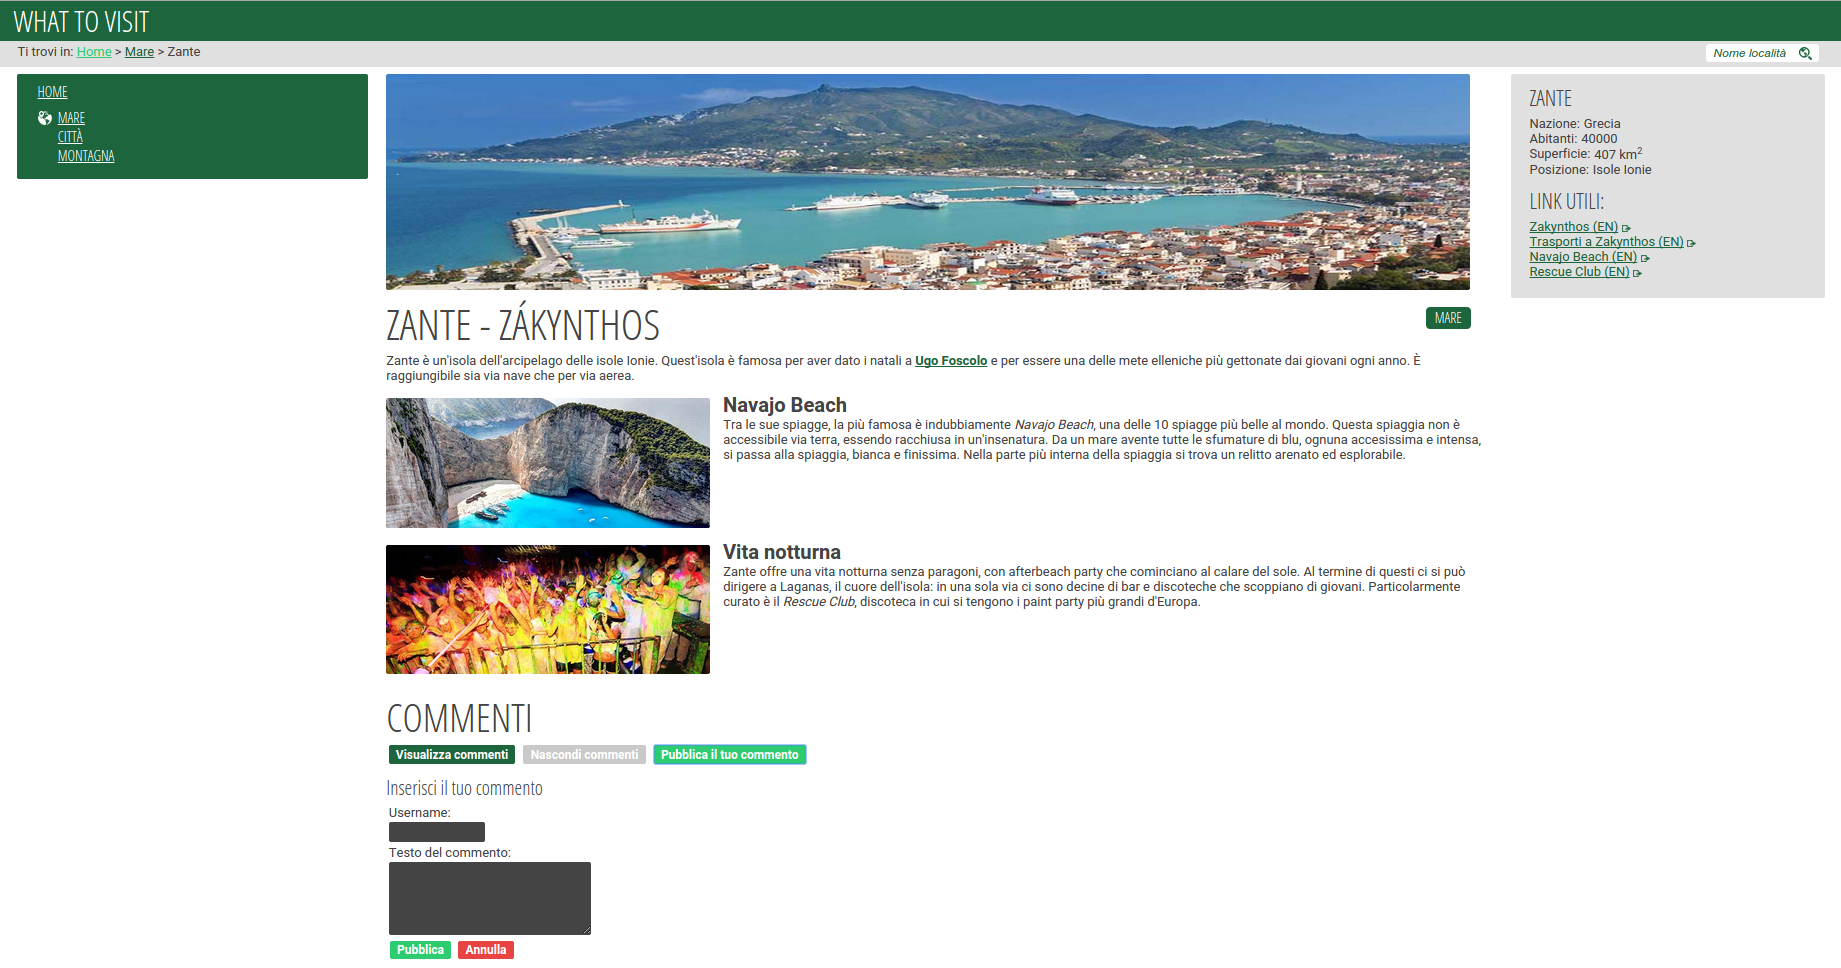 WHAT TO VISIT
Ti trovi in: Home > Mare > Zante
Nome località
HOME
MARE
CITTÀ
MONTAGNA
ZANTE - ZÁKYNTHOS
MARE
Zante è un'isola dell'arcipelago delle isole Ionie. Quest'isola è famosa per aver dato i natali a Ugo Foscolo e per essere una delle mete elleniche più gettonate dai giovani ogni anno. È
raggiungibile sia via nave che per via aerea.
Navajo Beach
Tra le sue spiagge, la più famosa è indubbiamente Navajo Beach, una delle 10 spiagge più belle al mondo. Questa spiaggia non è
accessibile via terra, essendo racchiusa in un'insenatura. Da un mare avente tutte le sfumature di blu, ognuna accesissima e intensa,
si passa alla spiaggia, bianca e finissima. Nella parte più interna della spiaggia si trova un relitto arenato ed esplorabile.
Vita notturna
Zante offre una vita notturna senza paragoni, con afterbeach party che cominciano al calare del sole. Al termine di questi ci si può
dirigere a Laganas, il cuore dell'isola: in una sola via ci sono decine di bar e discoteche che scoppiano di giovani. Particolarmente
curato è il Rescue Club, discoteca in cui si tengono i paint party più grandi d'Europa.
COMMENTI
Visualizza commenti
Nascondi commenti
Pubblica il tuo commento
Inserisci il tuo commento
Username:
Testo del commento:
Pubblica
Annulla
ZANTE
Nazione: Grecia
Abitanti: 40000
Superficie: 407 km²
Posizione: Isole Ionie
LINK UTILI:
Zakynthos (EN)
Trasporti a Zakynthos (EN)
Navajo Beach (EN)
Rescue Club (EN)